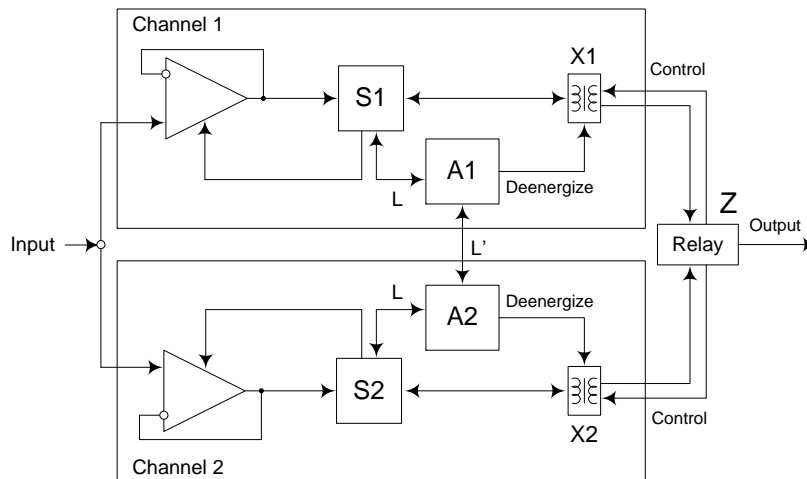 Channel 1
X1
Control
S1
A1
L
Deenergize
Z
Input
L'
Relay
Output
L
Deenergize
A2
S2
Control
X2
Channel 2